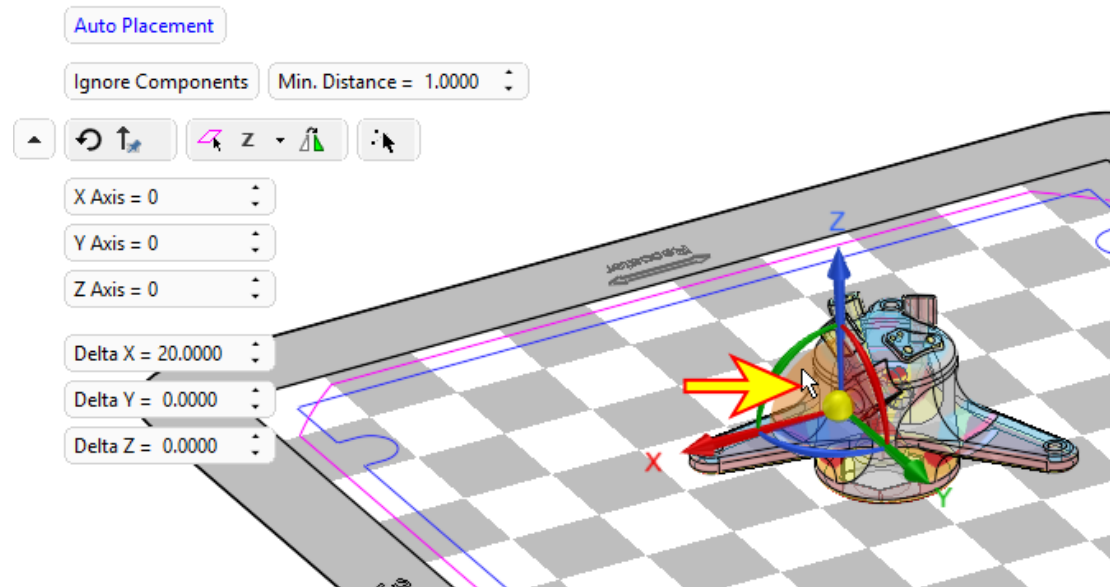 Auto Placement
Ignore Components Min. Distance = 1.0000
Z
X Axis = 0
Y Axis = 0
Z Axis = 0
Delta X = 20.0000
Delta Y = 0.0000
Delta Z = 0.0000
Z
X
Y